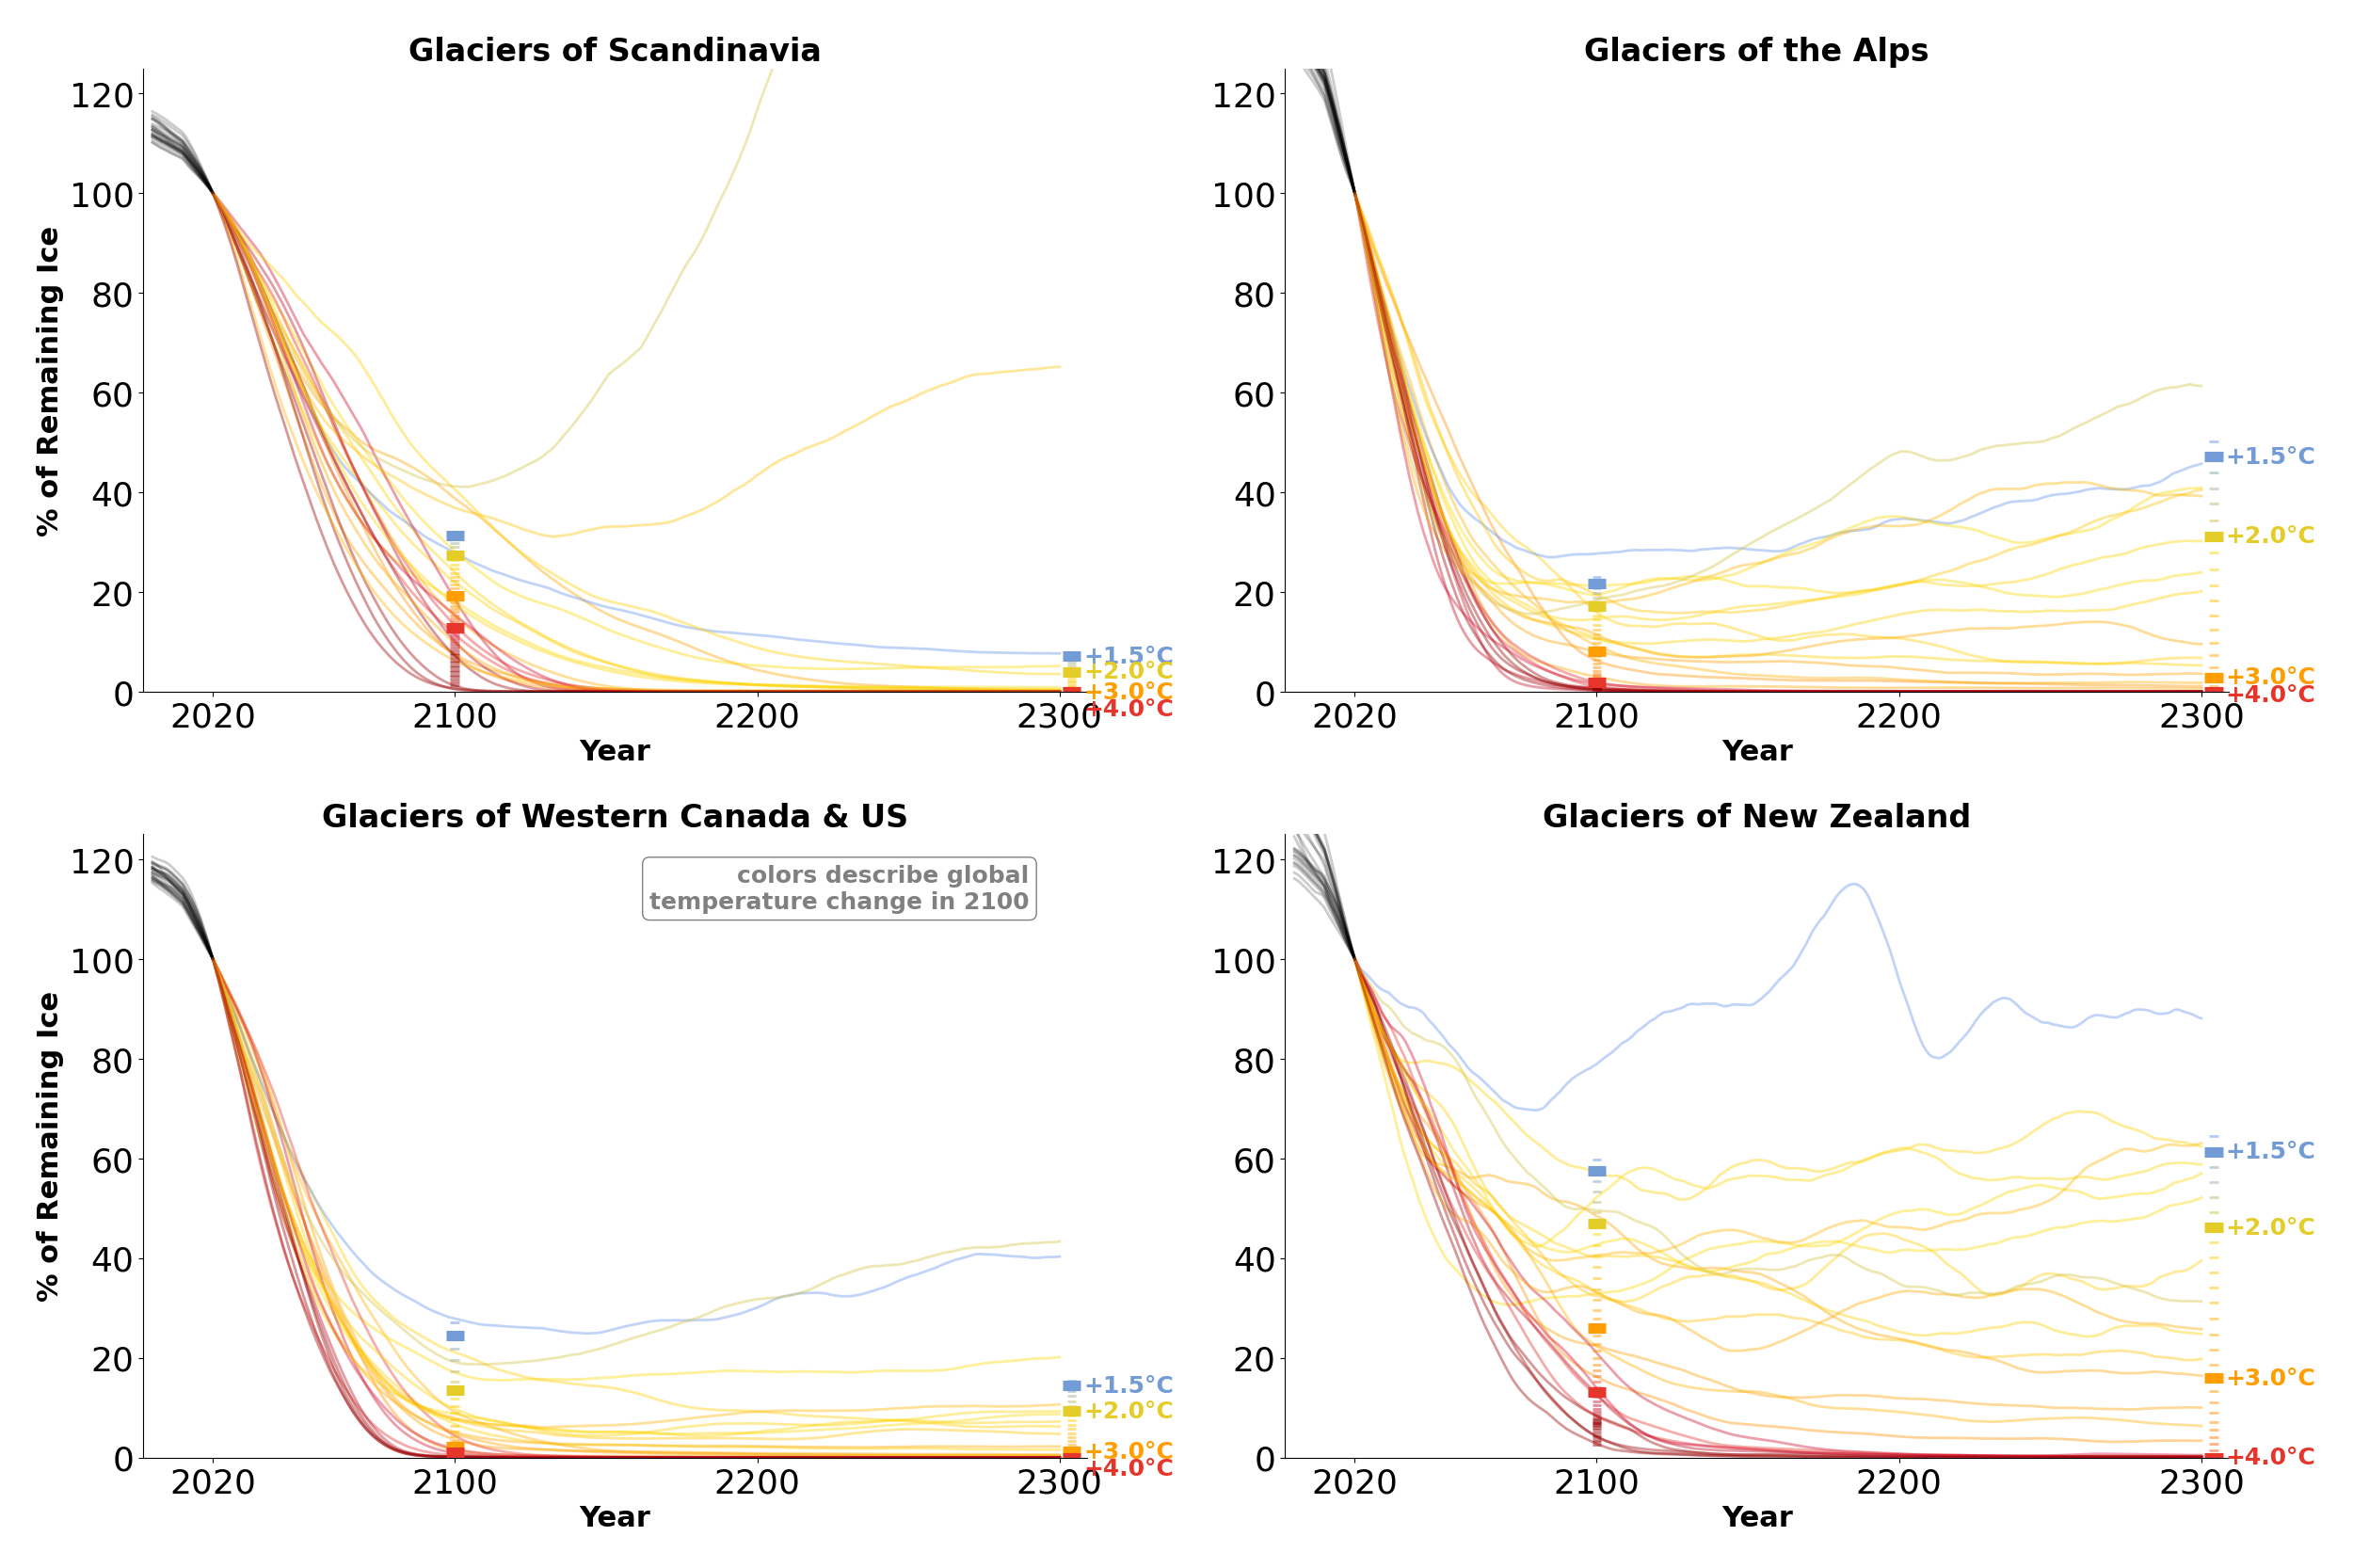 Glaciers of Scandinavia
% of Remaining Ice
120
100
80
60
40
20
0
+1.5°C
+2.0°C
+3.0°C
+4.0°C
2020 2100 2200 2300
Year
Glaciers of the Alps
120
100
80
60
40
20
0
+1.5°C
+2.0°C
+3.0°C
+4.0°C
2020 2100 2200 2300
Year
Glaciers of Western Canada & US
% of Remaining Ice
120
100
80
60
40
20
0
colors describe global
temperature change in 2100
+1.5°C
+2.0°C
+3.0°C
+4.0°C
2020 2100 2200 2300
Year
Glaciers of New Zealand
120
100
80
60
40
20
0
+1.5°C
+2.0°C
+3.0°C
+4.0°C
2020 2100 2200 2300
Year